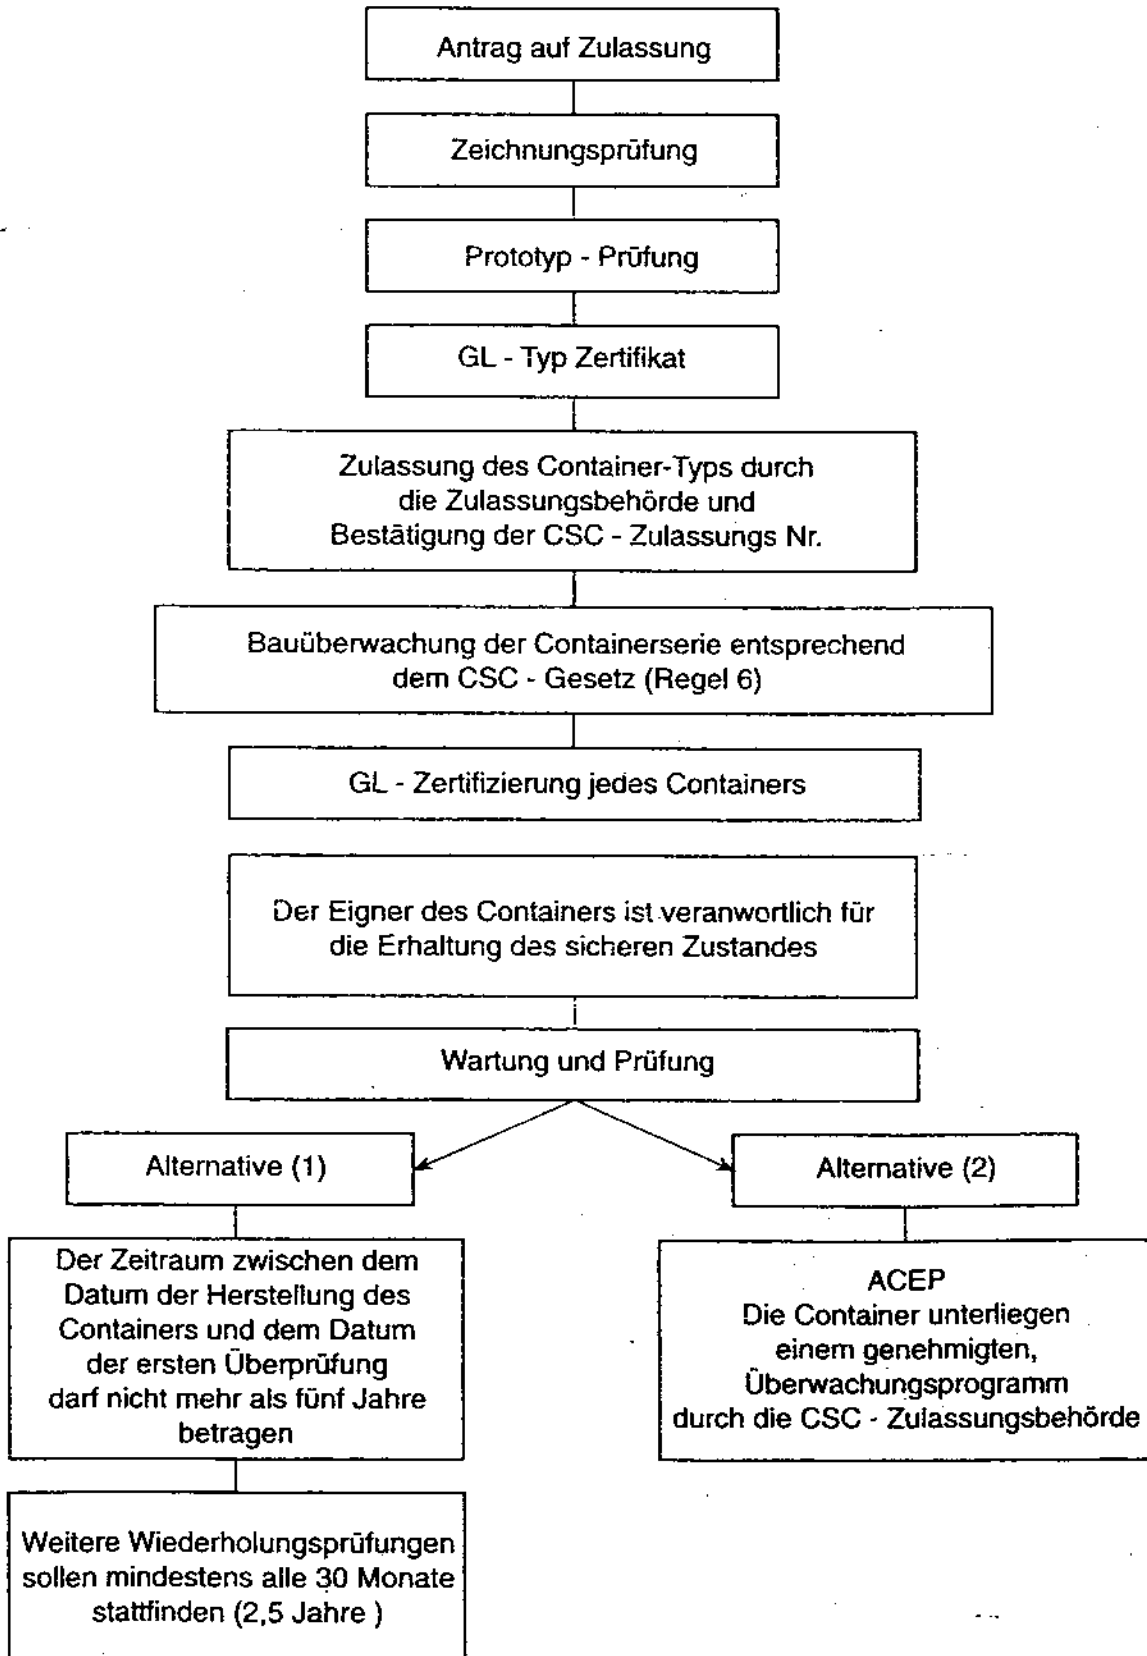 Antrag auf Zulassung
Zeichnungsprüfung
Prototyp - Prüfung
GL - Typ Zertifikat
Zulassung des Container-Typs durch
die Zulassungsbehörde und
Bestätigung der CSC - Zulassungs Nr.
Bauüberwachung der Containerserie entsprechend
dem CSC - Gesetz (Regel 6)
GL - Zertifizierung jedes Containers
Der Eigner des Containers ist veranwortlich für
die Erhaltung des sicheren Zustandes
Wartung und Prüfung
Alternative (1)
Der Zeitraum zwischen dem
Datum der Herstellung des
Containers und dem Datum
der ersten Überprüfung
darf nicht mehr als fünf Jahre
betragen
Weitere Wiederholungsprüfungen
sollen mindestens alle 30 Monate
stattfinden (2,5 Jahre )
Alternative (2)
ACEP
Die Container unterliegen
einem genehmigten,
Überwachungsprogramm
durch die CSC - Zulassungsbehörde